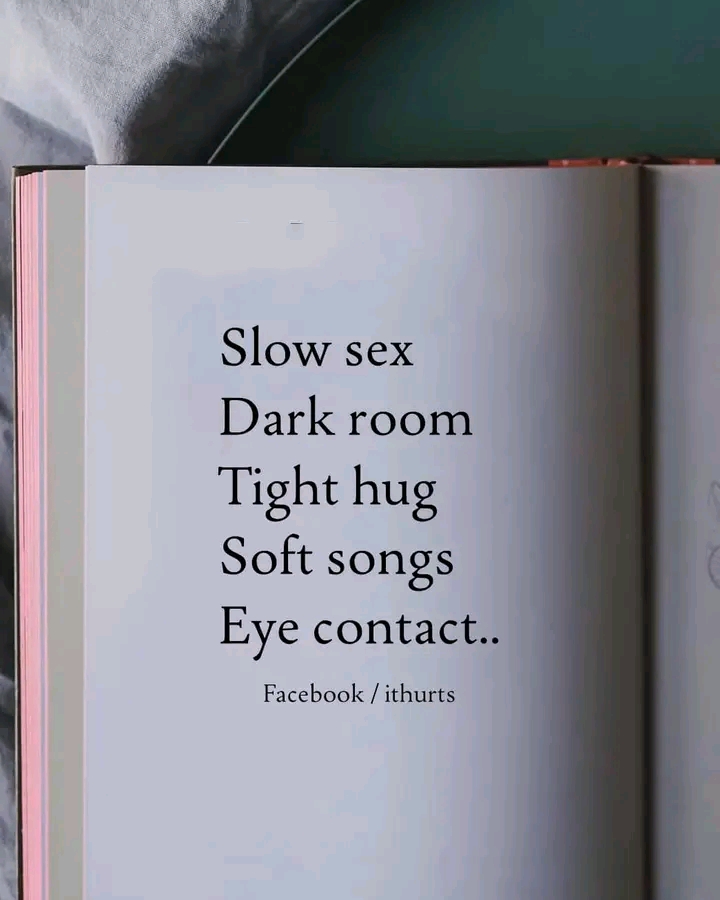 Slow sex
Dark room
Tight hug
Soft songs
Eye contact..
Facebook / ithurts